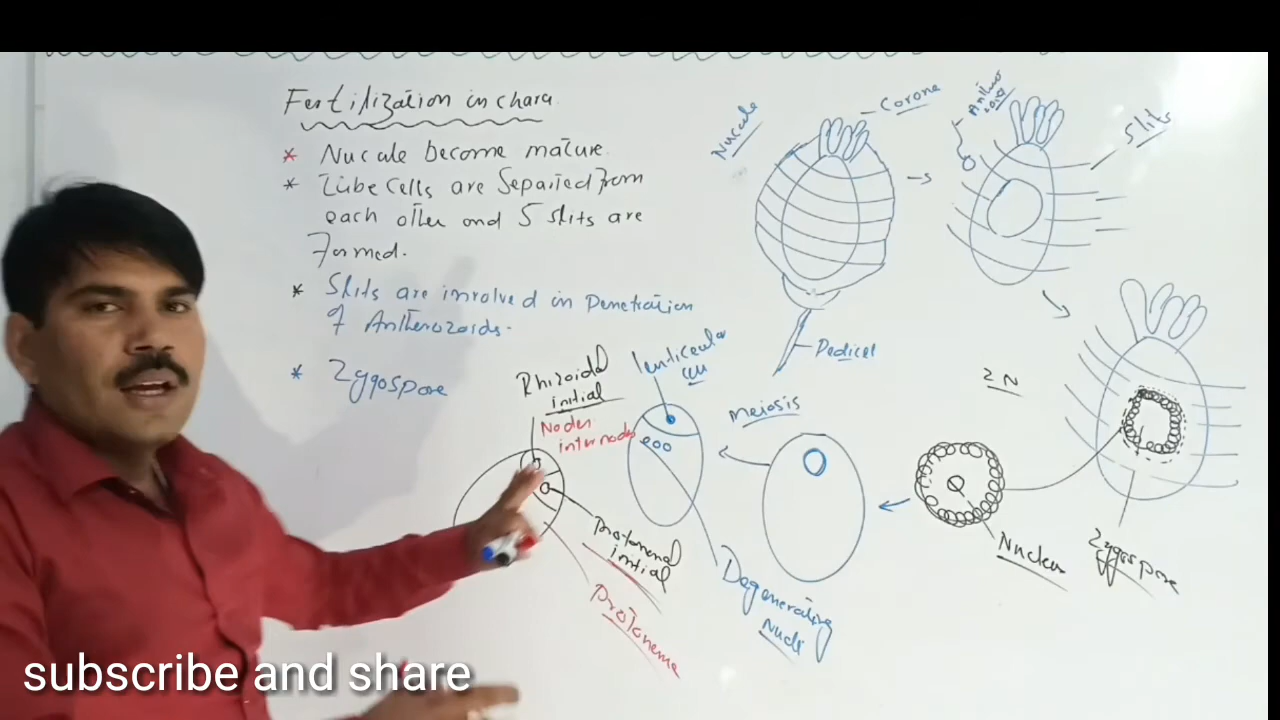 Fertilization in chara
* Nucule become mature.
* Tube cells are Sepaited from
each other and 5 slits are
Formed.
* Slits are involved in Penetration
of Antherozoids.
* Zygospore
Nucule
Corona
Pedicel
Slits
2N
Zygospore
Nucleus
Meiosis
lenticular
cell
Degenerating
Nuclei
Rhizoidal
initial
Nodes
internodes
Protonemal
initial
Protonema
subscribe and share